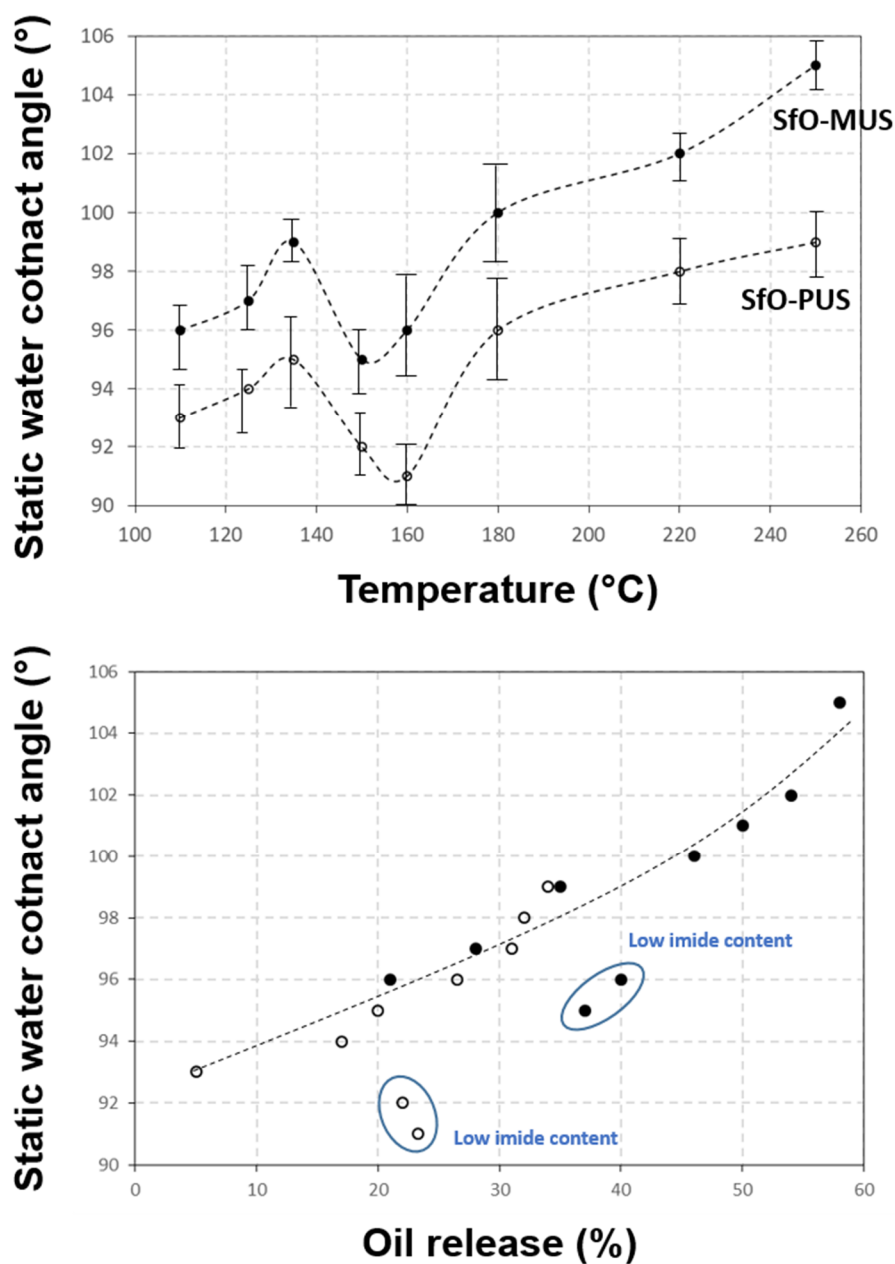 Static water cotnact angle (°)
106
104
102
100
98
96
94
92
90
SfO-MUS
SfO-PUS
100 120 140 160 180 200 220 240 260
Temperature (°C)
Static water cotnact angle (°)
106
104
102
100
98
96
94
92
90
Low imide content
Low imide content
0 10 20 30 40 50 60
Oil release (%)